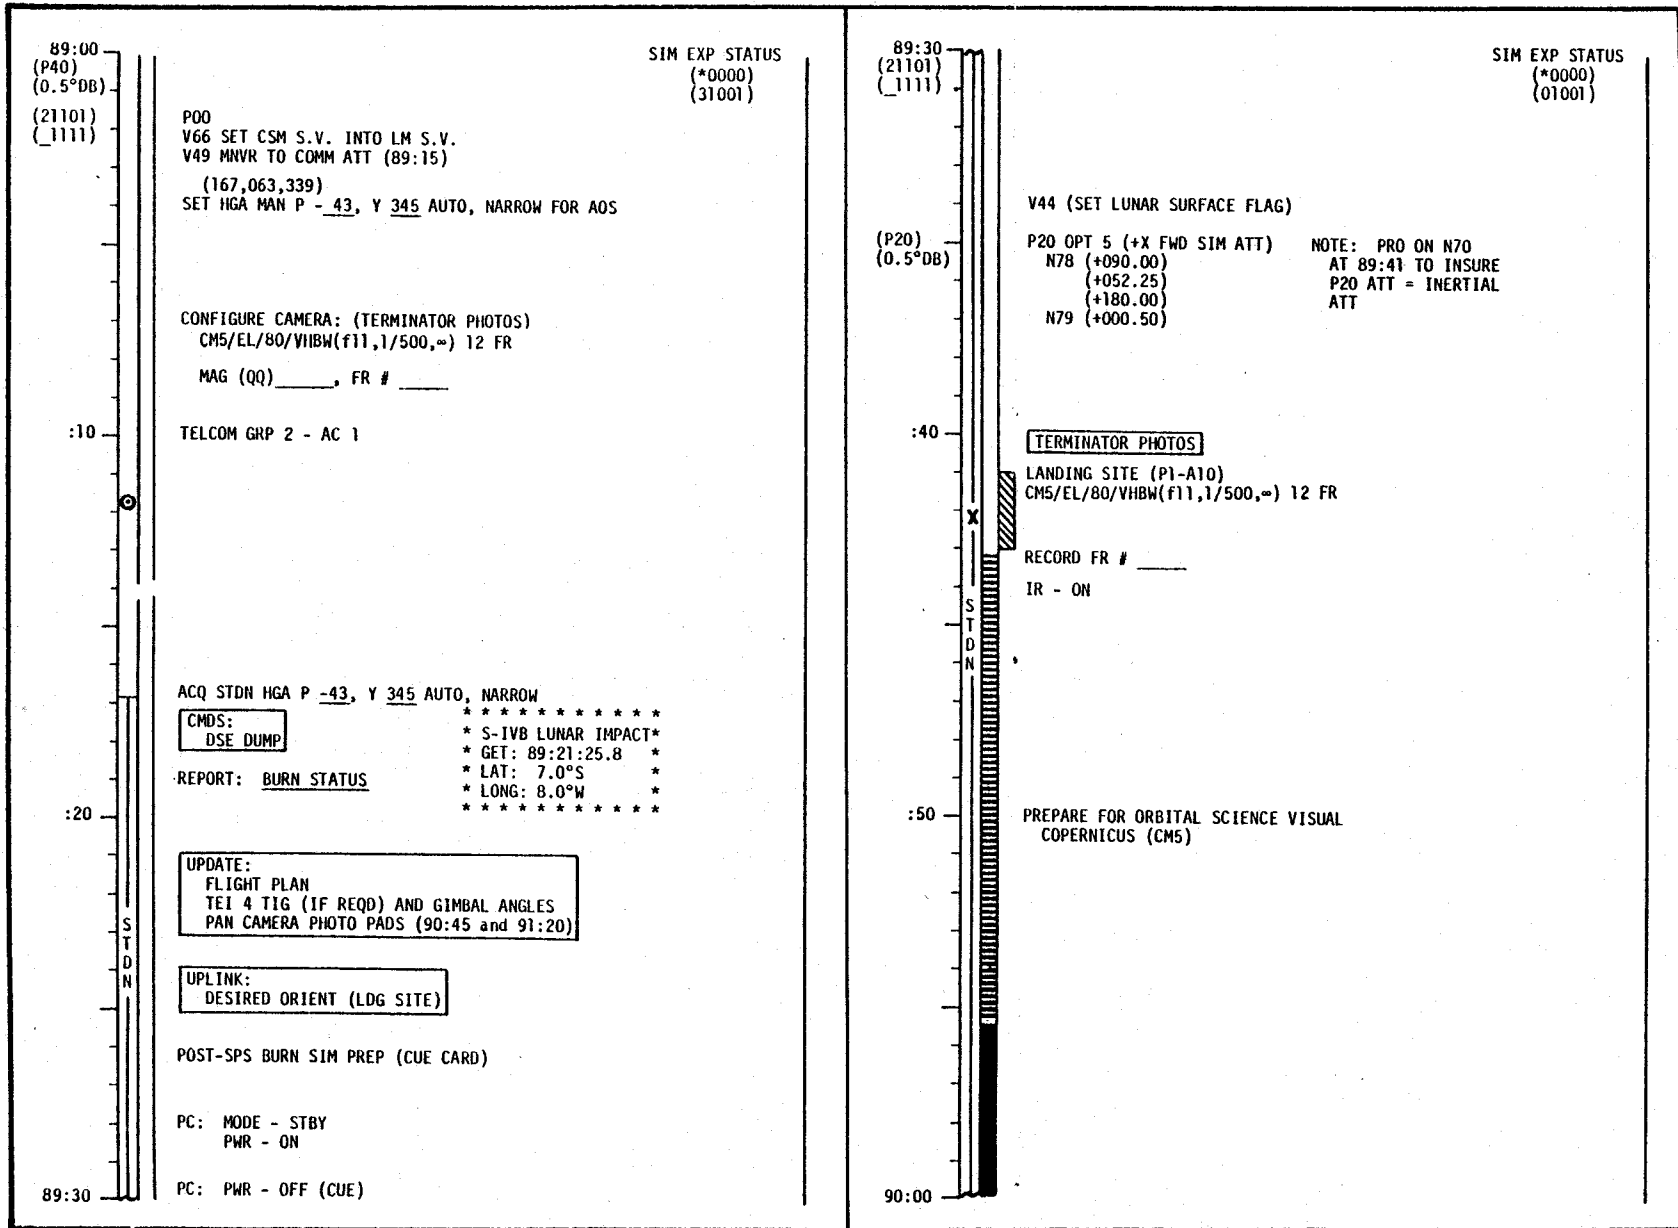 89:00
(P40)
(0.5°DB)
(21101)
(_1111)
SIM EXP STATUS
(*0000)
(31001)
P00
V66 SET CSM S.V. INTO LM S.V.
V49 MNVR TO COMM ATT (89:15)
(167,063,339)
SET HGA MAN P - 43, Y 345 AUTO, NARROW FOR AOS
CONFIGURE CAMERA: (TERMINATOR PHOTOS)
CM5/EL/80/VHBW(f11,1/500,∞) 12 FR
MAG (QQ)_____, FR # _____
:10
TELCOM GRP 2 - AC 1
ACQ STDN HGA P -43, Y 345 AUTO, NARROW
CMDS:
DSE DUMP
REPORT: BURN STATUS
* * * * * * * * * * *
* S-IVB LUNAR IMPACT*
* GET: 89:21:25.8 *
* LAT: 7.0°S *
* LONG: 8.0°W *
* * * * * * * * * * *
:20
UPDATE:
FLIGHT PLAN
TEI 4 TIG (IF REQD) AND GIMBAL ANGLES
PAN CAMERA PHOTO PADS (90:45 and 91:20)
STDN
UPLINK:
DESIRED ORIENT (LDG SITE)
POST-SPS BURN SIM PREP (CUE CARD)
PC: MODE - STBY
PWR - ON
89:30
PC: PWR - OFF (CUE)
89:30
(21101)
(_1111)
SIM EXP STATUS
(*0000)
(01001)
V44 (SET LUNAR SURFACE FLAG)
(P20)
(0.5°DB)
P20 OPT 5 (+X FWD SIM ATT)
N78 (+090.00)
(+052.25)
(+180.00)
N79 (+000.50)
NOTE: PRO ON N70
AT 89:41 TO INSURE
P20 ATT = INERTIAL
ATT
:40
TERMINATOR PHOTOS
LANDING SITE (P1-A10)
CM5/EL/80/VHBW(f11,1/500,∞) 12 FR
X
RECORD FR # _____
IR - ON
STDN
:50
PREPARE FOR ORBITAL SCIENCE VISUAL
COPERNICUS (CM5)
90:00